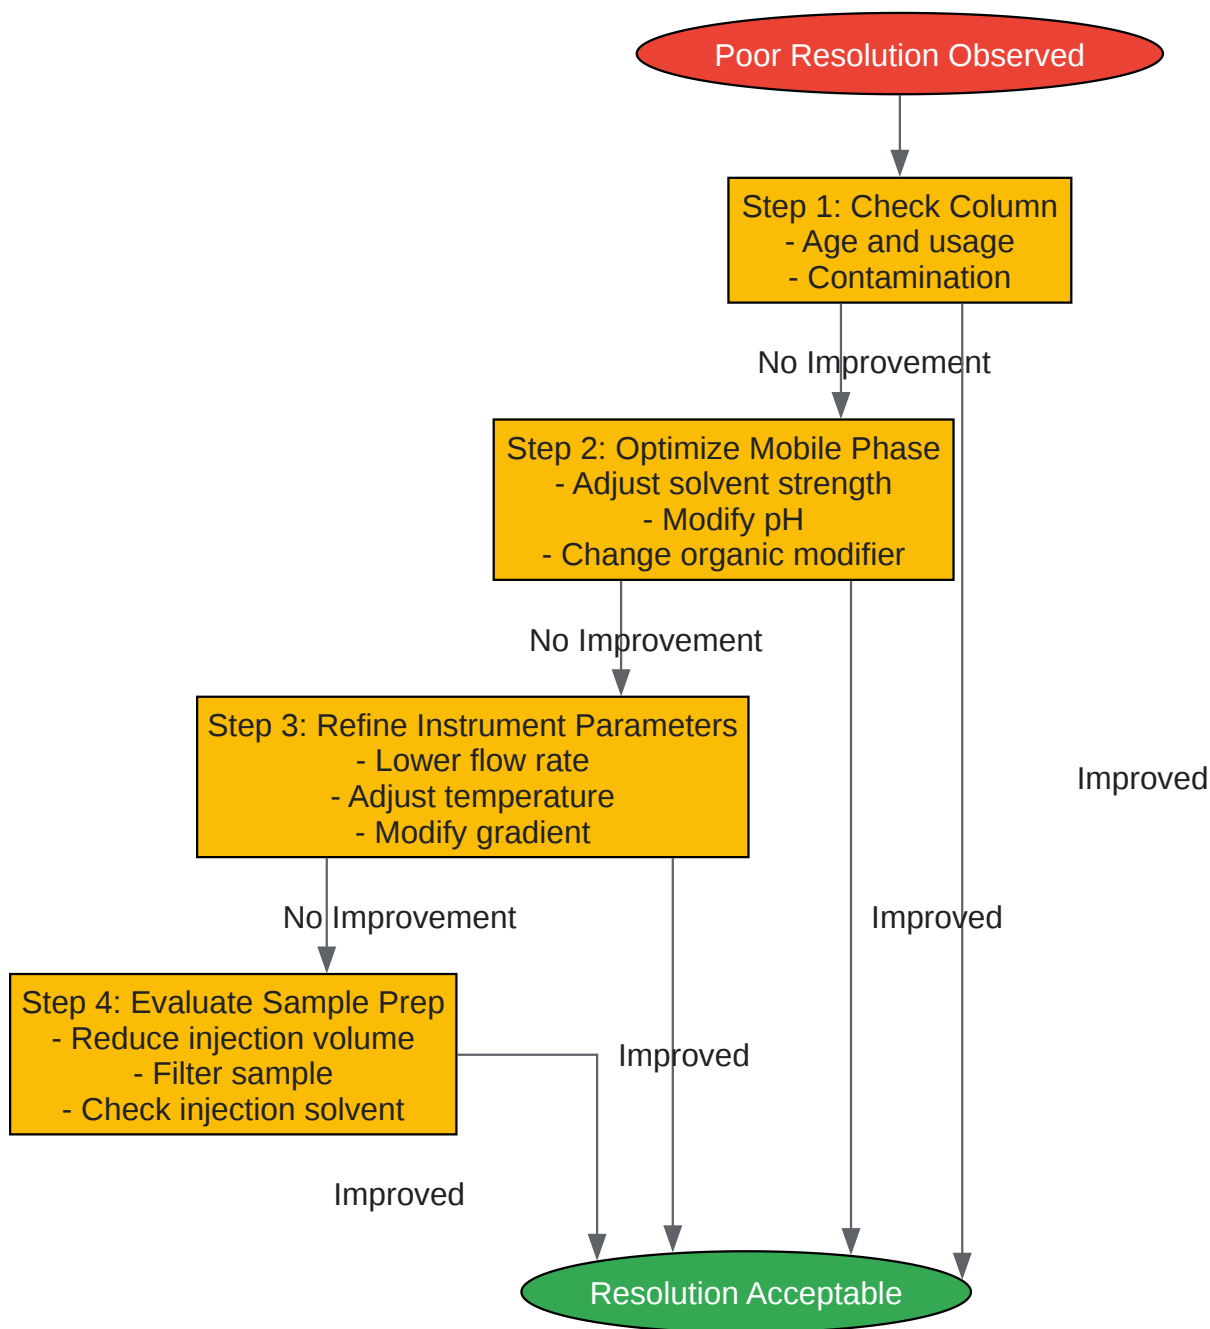 Poor Resolution Observed
Step 1: Check Column
- Age and usage
- Contamination
No Improvement
Step 2: Optimize Mobile Phase
- Adjust solvent strength
- Modify pH
- Change organic modifier
No Improvement
Step 3: Refine Instrument Parameters
- Lower flow rate
- Adjust temperature
- Modify gradient
Improved
No Improvement
Improved
Step 4: Evaluate Sample Prep
- Reduce injection volume
- Filter sample
- Check injection solvent
Improved
Improved
Resolution Acceptable